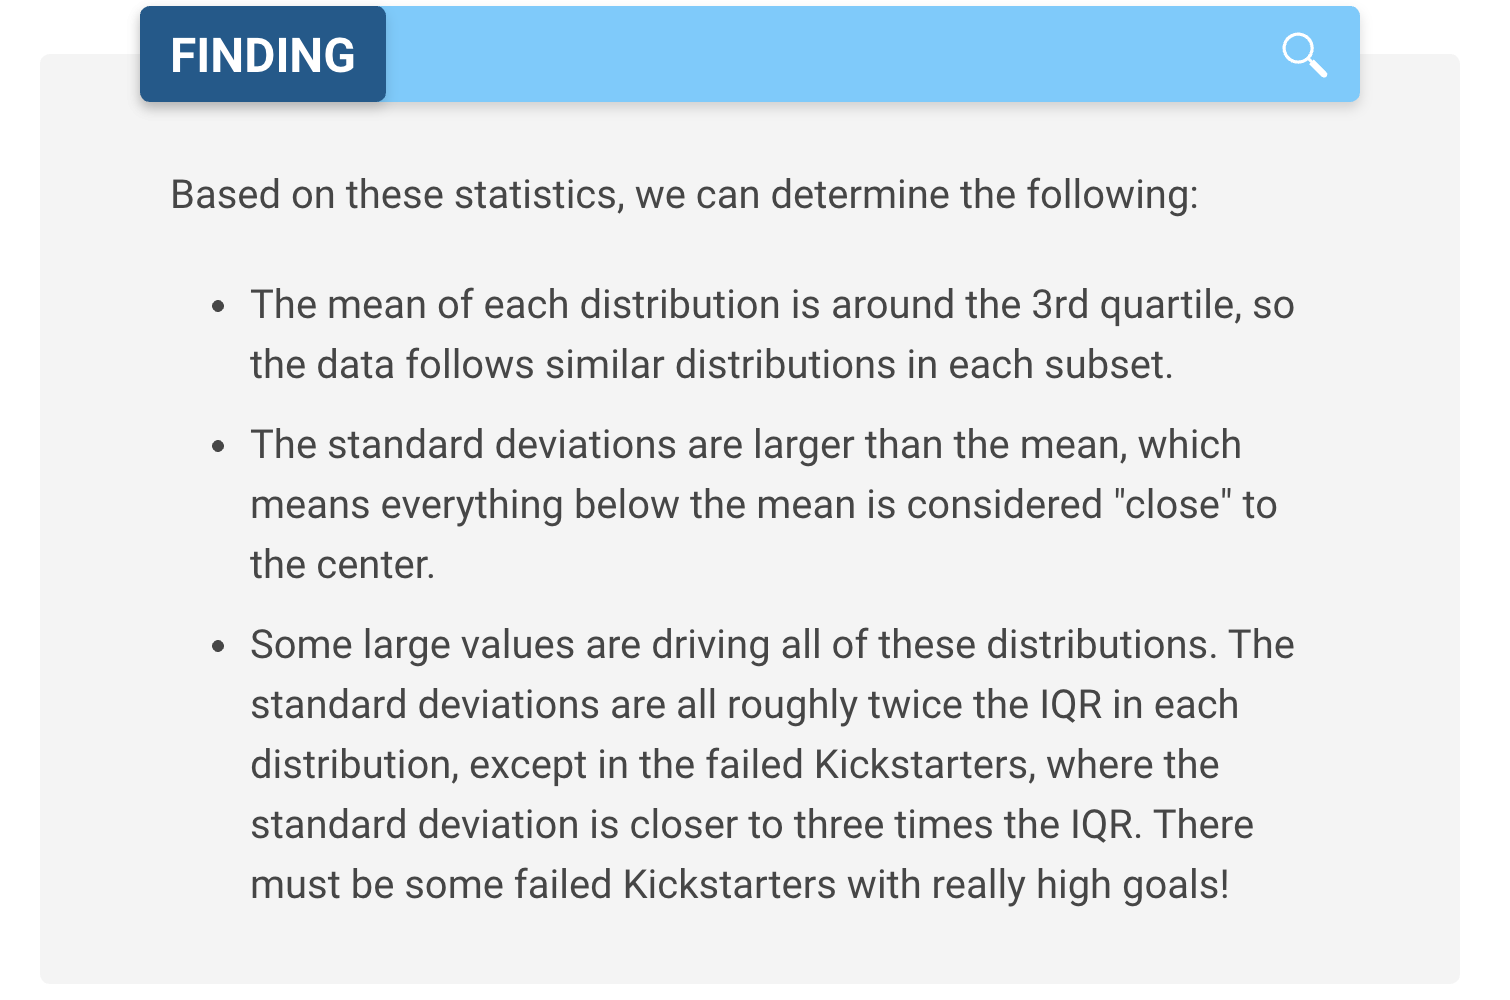 FINDING
Based on these statistics, we can determine the following:
• The mean of each distribution is around the 3rd quartile, so
the data follows similar distributions in each subset.
• The standard deviations are larger than the mean, which
means everything below the mean is considered "close" to
the center.
• Some large values are driving all of these distributions. The
standard deviations are all roughly twice the IQR in each
distribution, except in the failed Kickstarters, where the
standard deviation is closer to three times the IQR. There
must be some failed Kickstarters with really high goals!